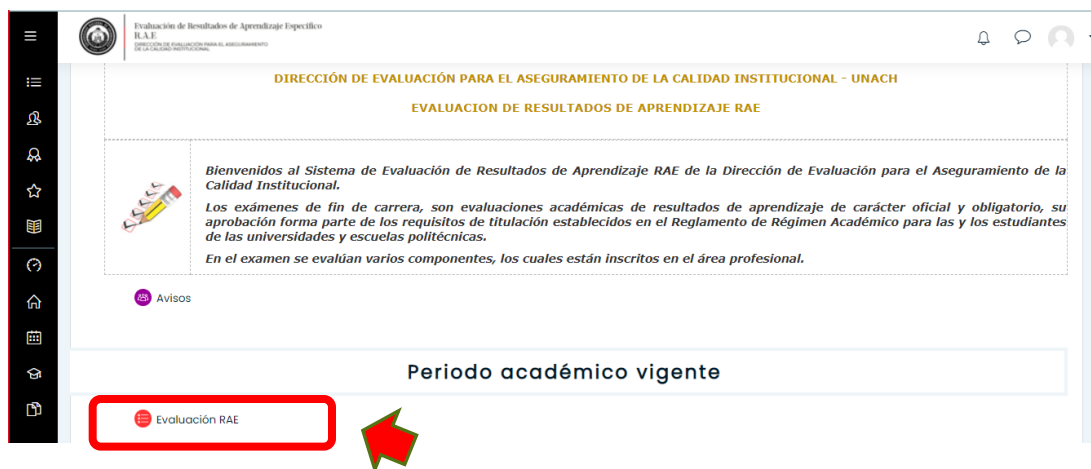 Evaluación de Resultados de Aprendizaje Específico
R.A.E
DIRECCIÓN DE EVALUACIÓN PARA EL ASEGURAMIENTO
DE LA CALIDAD INSTITUCIONAL
DIRECCIÓN DE EVALUACIÓN PARA EL ASEGURAMIENTO DE LA CALIDAD INSTITUCIONAL - UNACH
EVALUACION DE RESULTADOS DE APRENDIZAJE RAE
Bienvenidos al Sistema de Evaluación de Resultados de Aprendizaje RAE de la Dirección de Evaluación para el Aseguramiento de la
Calidad Institucional.
Los exámenes de fin de carrera, son evaluaciones académicas de resultados de aprendizaje de carácter oficial y obligatorio, su
aprobación forma parte de los requisitos de titulación establecidos en el Reglamento de Régimen Académico para las y los estudiantes
de las universidades y escuelas politécnicas.
En el examen se evalúan varios componentes, los cuales están inscritos en el área profesional.
Avisos
Periodo académico vigente
Evaluación RAE